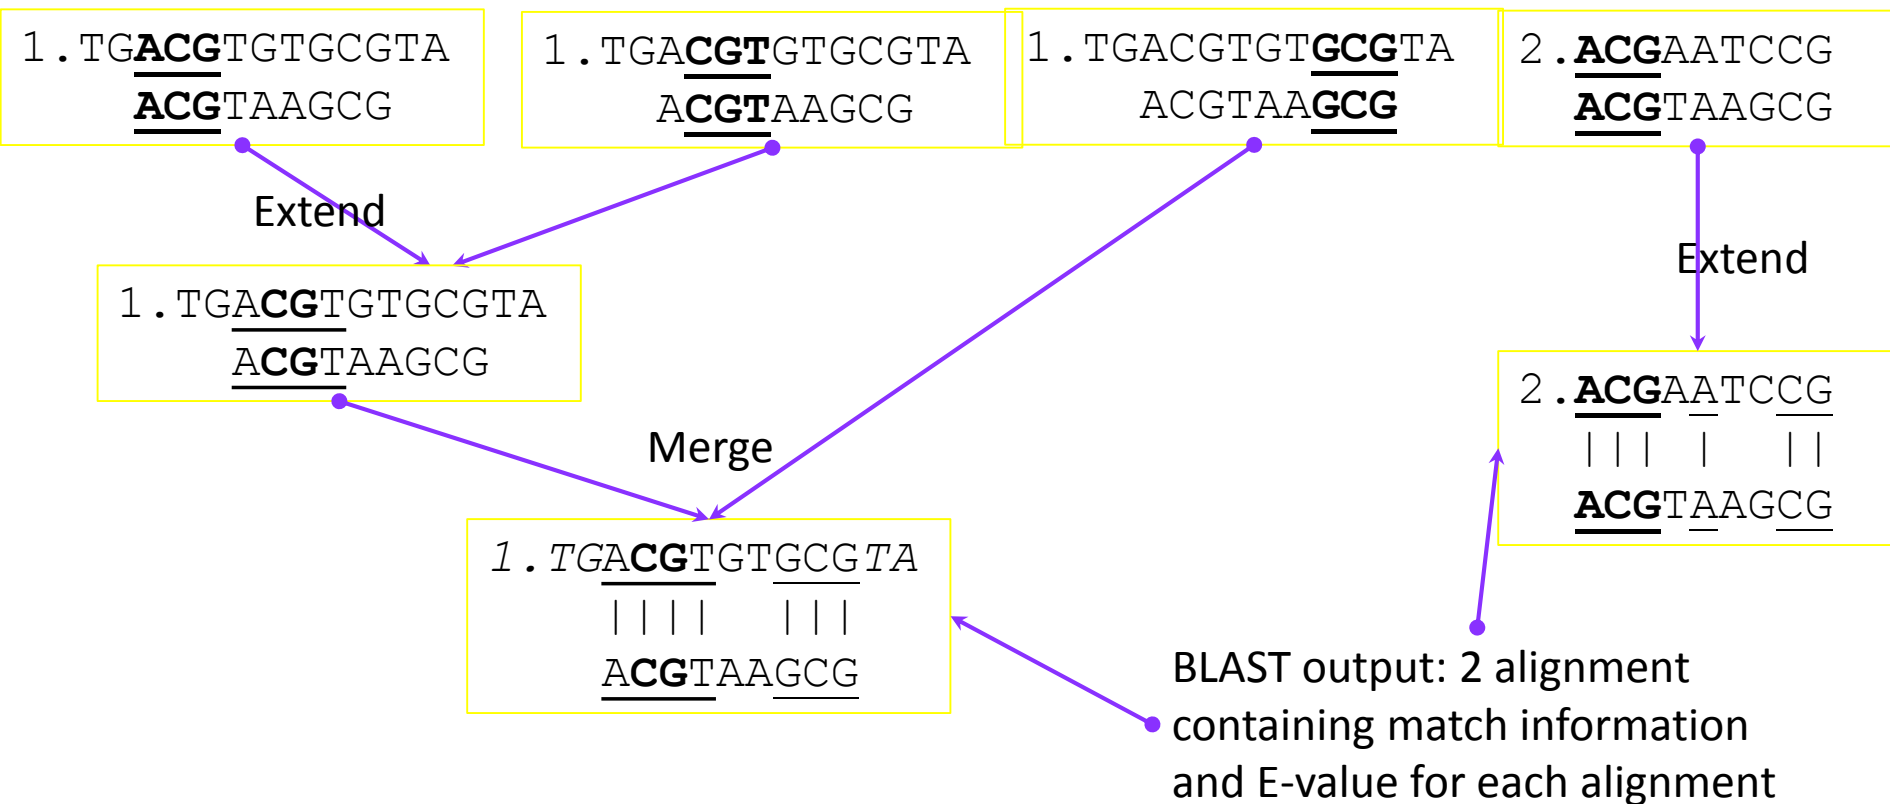 1.TGACGTGTGCGTA
ACGTAAGCG
1.TGACGTGTGCGTA
ACGTAAGCG
1.TGACGTGTGCGTA
ACGTAAGCG
2.ACGAATCCG
ACGTAAGCG
Extend
Extend
1.TGACGTGTGCGTA
ACGTAAGCG
2.ACGAATCCG
||| | ||
ACGTAAGCG
Merge
1.TGACGTGTGCGTA
|||| |||
ACGTAAGCG
BLAST output: 2 alignment
containing match information
and E-value for each alignment